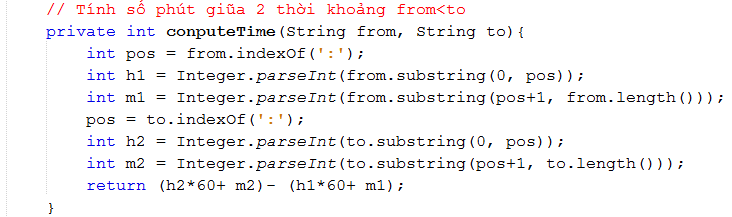 // Tính số phút giữa 2 thời khoảng from<to
private int conputeTime(String from, String to){
int pos = from.indexOf(':');
int h1 = Integer.parseInt(from.substring(0, pos));
int m1 = Integer.parseInt(from.substring(pos+1, from.length()));
pos = to.indexOf(':');
int h2 = Integer.parseInt(to.substring(0, pos));
int m2 = Integer.parseInt(to.substring(pos+1, to.length()));
return (h2*60+ m2)- (h1*60+ m1);
}